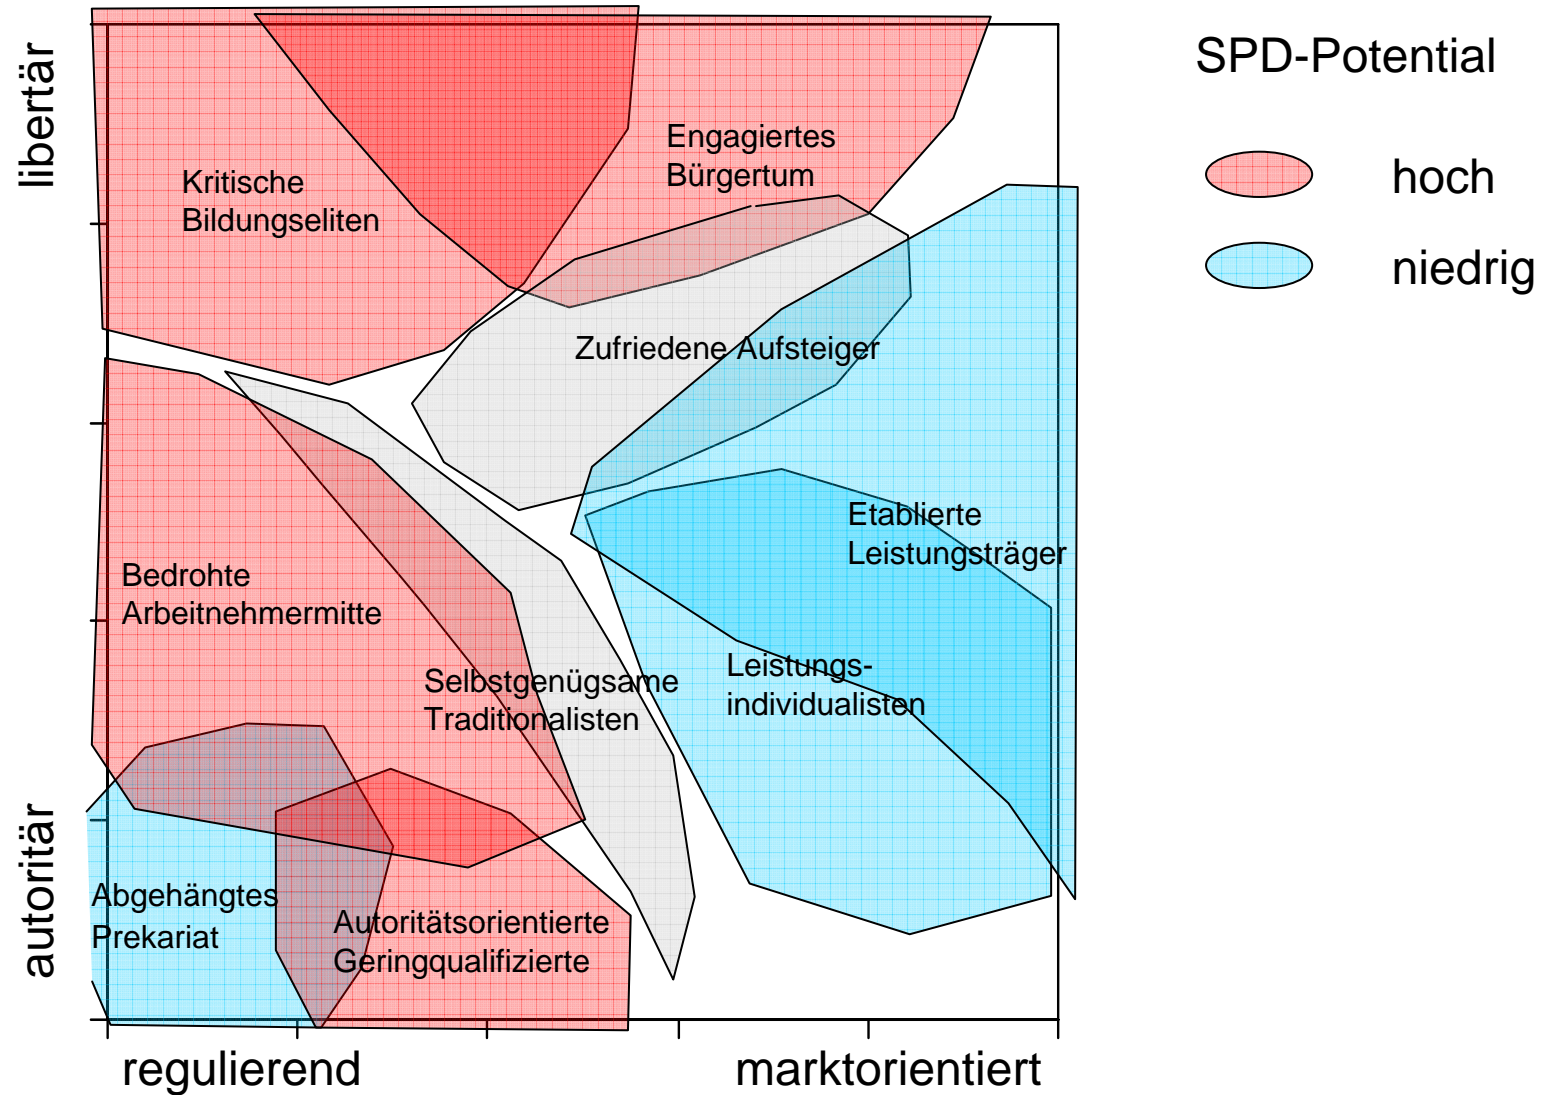 libertär
autoritär
Kritische
Bildungseliten
Engagiertes
Bürgertum
Zufriedene Aufsteiger
Etablierte
Leistungsträger
Bedrohte
Arbeitnehmermitte
Selbstgenügsame
Traditionalisten
Leistungs-
individualisten
Abgehängtes
Prekariat
Autoritätsorientierte
Geringqualifizierte
regulierend
marktorientiert
SPD-Potential
hoch
niedrig